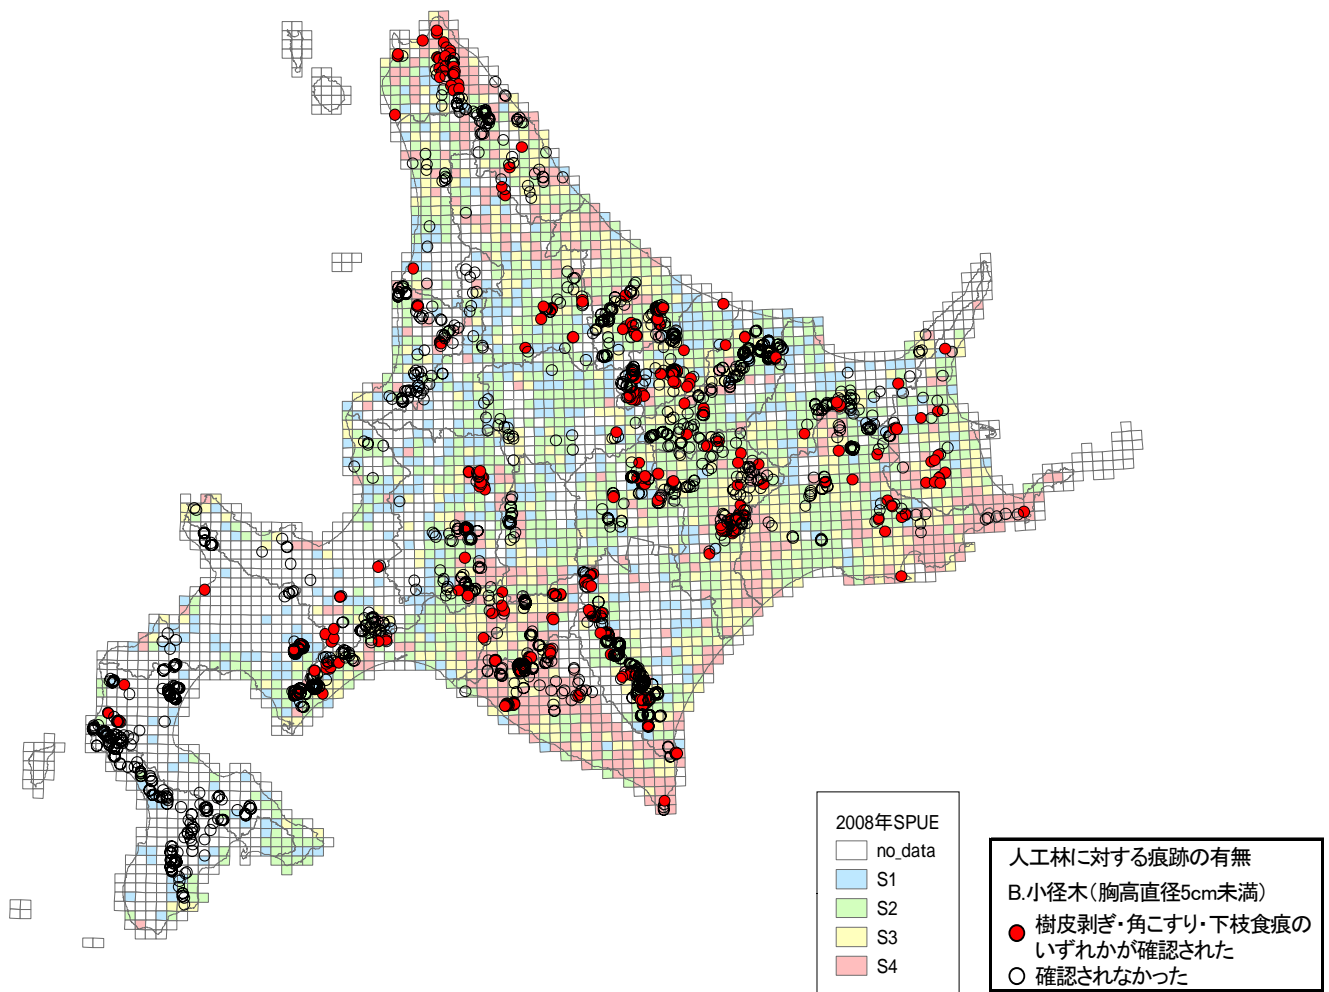 2008年SPUE
no_data
S1
S2
S3
S4
人工林に対する痕跡の有無
B.小径木(胸高直径5cm未満)
樹皮剥ぎ・角こすり・下枝食痕の
いずれかが確認された
確認されなかった